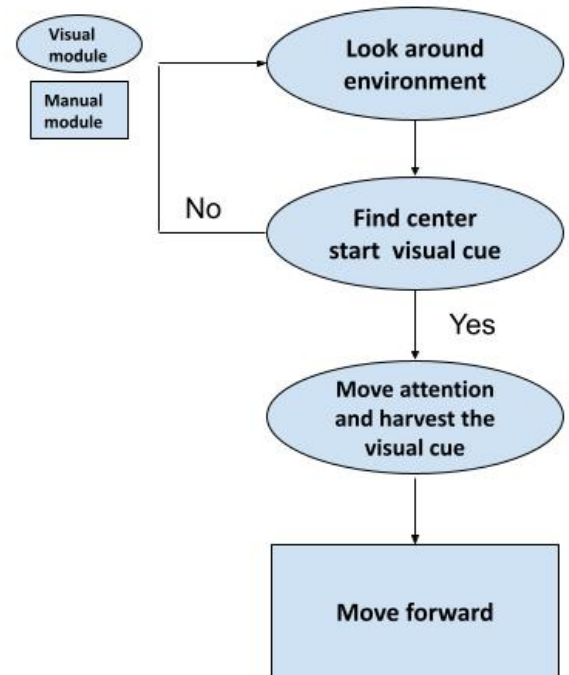 Visual
module
Manual
module
Look around
environment
No
Find center
start visual cue
Yes
Move attention
and harvest the
visual cue
Move forward